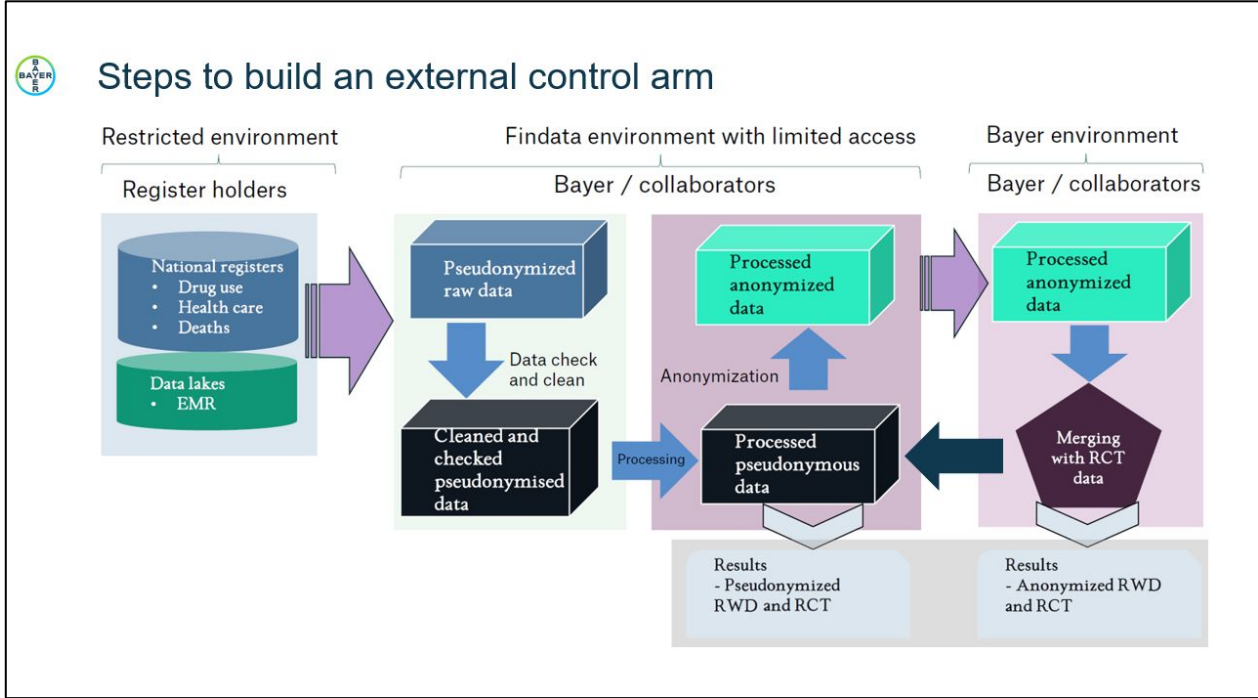 BAYER
BAYER
Steps to build an external control arm
Restricted environment
Findata environment with limited access
Bayer environment
Register holders
Bayer / collaborators
Bayer / collaborators
National registers
• Drug use
• Health care
• Deaths
Data lakes
• EMR
Pseudonymized
raw data
Data check
and clean
Cleaned and
checked
pseudonymised
data
Processing
Processed
anonymized
data
Anonymization
Processed
pseudonymous
data
Processed
anonymized
data
Merging
with RCT
data
Results
- Pseudonymized
RWD and RCT
Results
- Anonymized RWD
and RCT